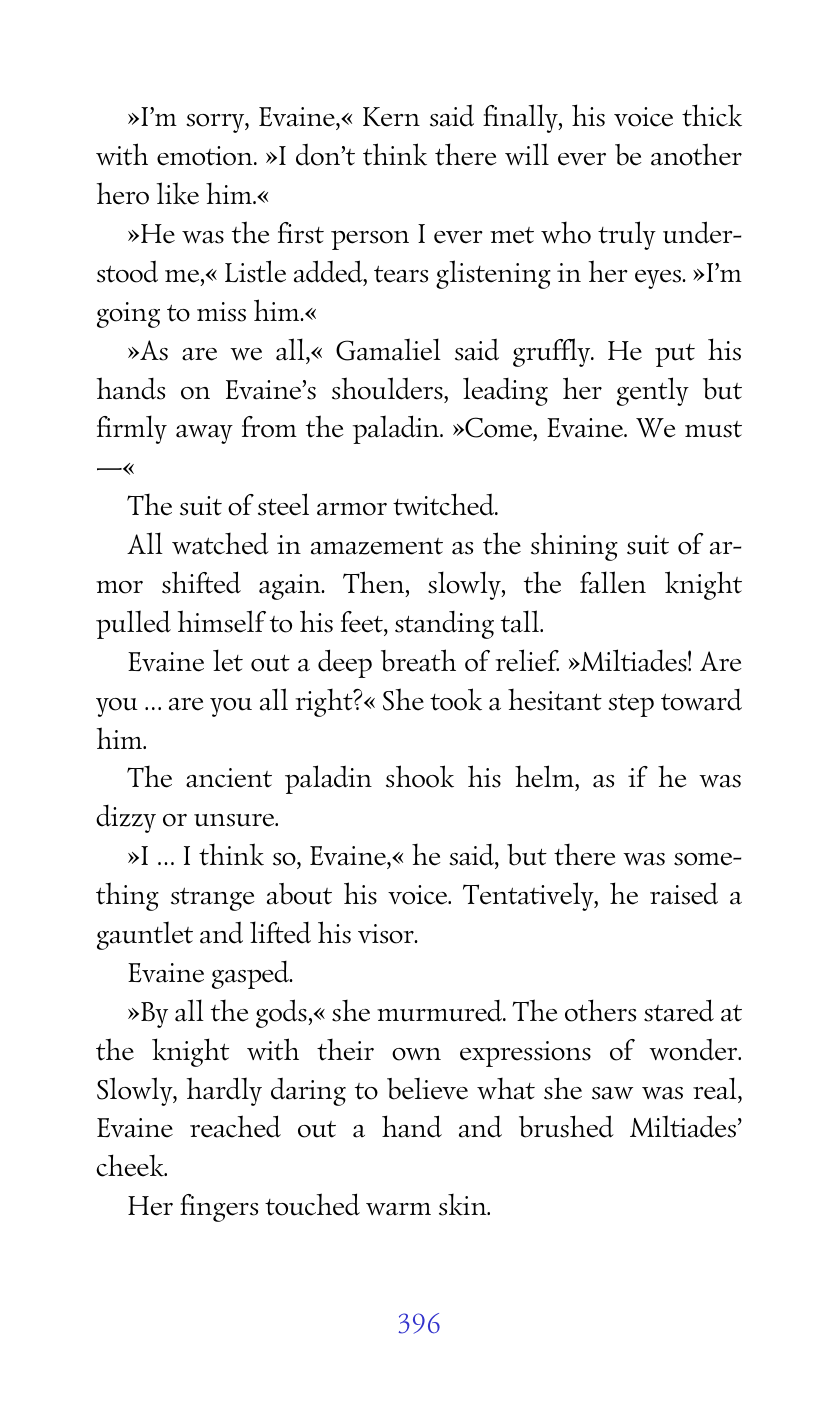 »I’m sorry, Evaine,« Kern said finally, his voice thick
with emotion. »I don’t think there will ever be another
hero like him.«
»He was the first person I ever met who truly under-
stood me,« Listle added, tears glistening in her eyes. »I’m
going to miss him.«
»As are we all,« Gamaliel said gruffly. He put his
hands on Evaine’s shoulders, leading her gently but
firmly away from the paladin. »Come, Evaine. We must
—«
The suit of steel armor twitched.
All watched in amazement as the shining suit of ar-
mor shifted again. Then, slowly, the fallen knight
pulled himself to his feet, standing tall.
Evaine let out a deep breath of relief. »Miltiades! Are
you … are you all right?« She took a hesitant step toward
him.
The ancient paladin shook his helm, as if he was
dizzy or unsure.
»I … I think so, Evaine,« he said, but there was some-
thing strange about his voice. Tentatively, he raised a
gauntlet and lifted his visor.
Evaine gasped.
»By all the gods,« she murmured. The others stared at
the knight with their own expressions of wonder.
Slowly, hardly daring to believe what she saw was real,
Evaine reached out a hand and brushed Miltiades’
cheek.
Her fingers touched warm skin.
396